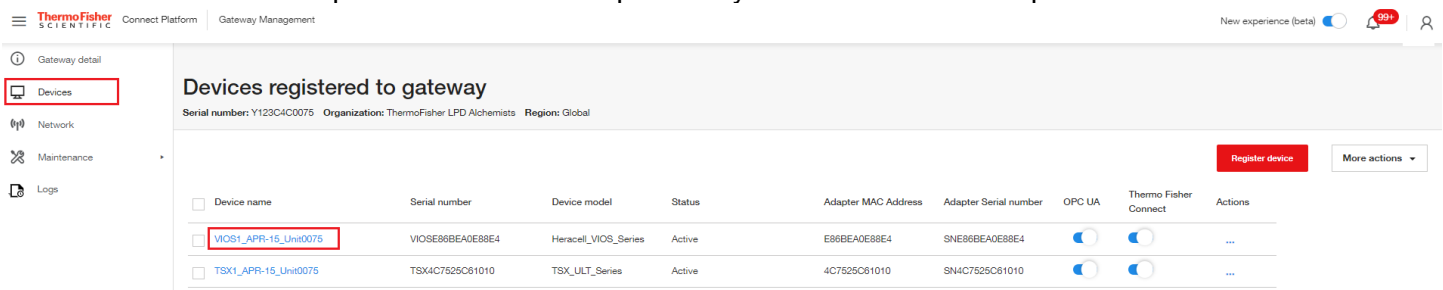 ThermoFisher
SCIENTIFIC
Connect Platform
Gateway Management
New experience (beta)
99+
Gateway detail
Devices
Network
Maintenance
Logs
Devices registered to gateway
Serial number: Y123C4C0075 Organization: ThermoFisher LPD Alchemists Region: Global
Register device
More actions
Device name Serial number Device model Status Adapter MAC Address Adapter Serial number OPC UA Thermo Fisher Connect Actions
VIOS1_APR-15_Unit0075 VIOSE86BEA0E88E4 Heracell_VIOS_Series Active E86BEA0E88E4 SNE86BEA0E88E4 ...
TSX1_APR-15_Unit0075 TSX4C7525C61010 TSX_ULT_Series Active 4C7525C61010 SN4C7525C61010 ...